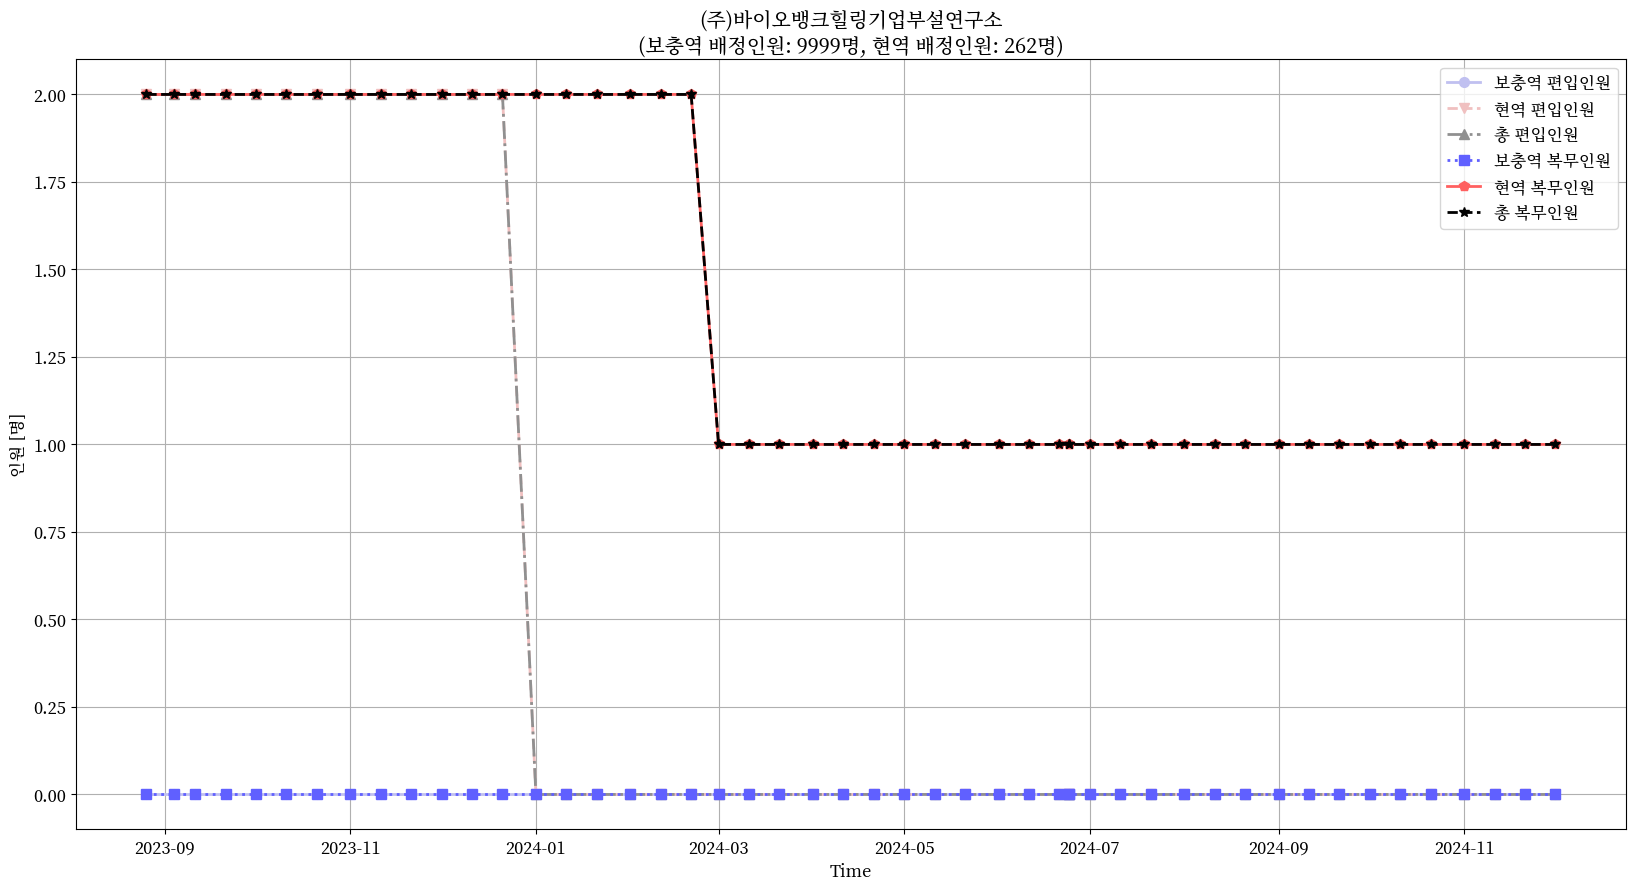 (주)바이오뱅크힐링기업부설연구소
(보충역 배정인원: 9999명, 현역 배정인원: 262명)
보충역 편입인원
현역 편입인원
총 편입인원
보충역 복무인원
현역 복무인원
총 복무인원
인원 [명]
2.00
1.75
1.50
1.25
1.00
0.75
0.50
0.25
0.00
2023-09 2023-11 2024-01 2024-03 2024-05 2024-07 2024-09 2024-11
Time